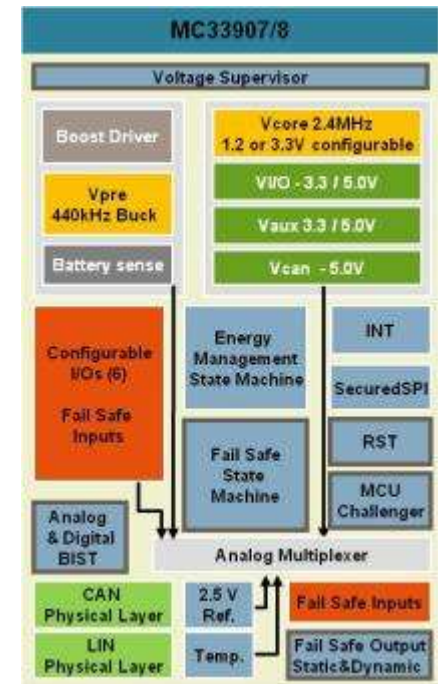 MC33907/8
Voltage Supervisor
Boost Driver
Vpre
440kHz Buck
Battery sense
Vcore 2.4MHz
1.2 or 3.3V configurable
VI/O - 3.3 / 5.0V
Vaux 3.3 / 5.0V
Vcan - 5.0V
Configurable
I/Os (6)
Fail Safe
Inputs
Energy
Management
State Machine
INT
SecuredSPI
Fail Safe
State
Machine
RST
MCU
Challenger
Analog
& Digital
BIST
Analog Multiplexer
CAN
Physical Layer
2.5 V
Ref.
Fail Safe Inputs
LIN
Physical Layer
Temp.
Fail Safe Output
Static&Dynamic